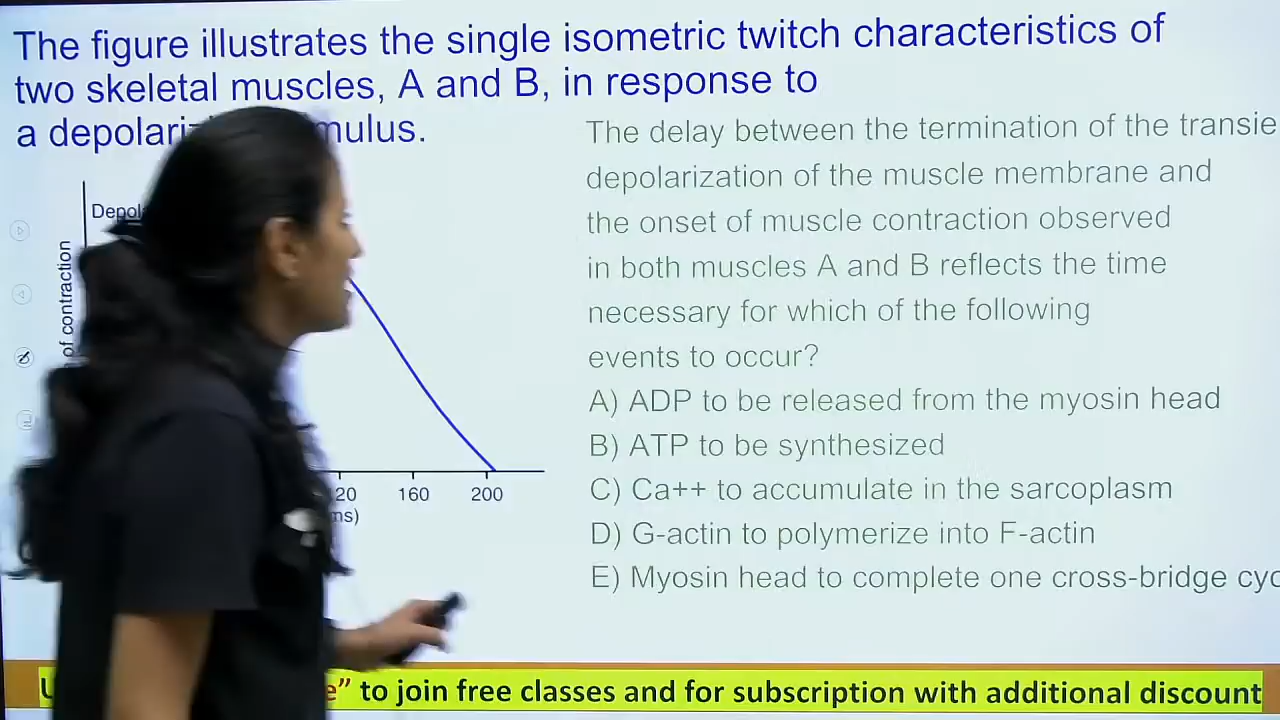 The figure illustrates the single isometric twitch characteristics of
two skeletal muscles, A and B, in response to
a depolari mulus.
The delay between the termination of the transie
depolarization of the muscle membrane and
the onset of muscle contraction observed
in both muscles A and B reflects the time
necessary for which of the following
events to occur?
A) ADP to be released from the myosin head
B) ATP to be synthesized
C) Ca++ to accumulate in the sarcoplasm
D) G-actin to polymerize into F-actin
E) Myosin head to complete one cross-bridge cyc
Depol
of contraction
20 160 200
ms)
U e” to join free classes and for subscription with additional discount